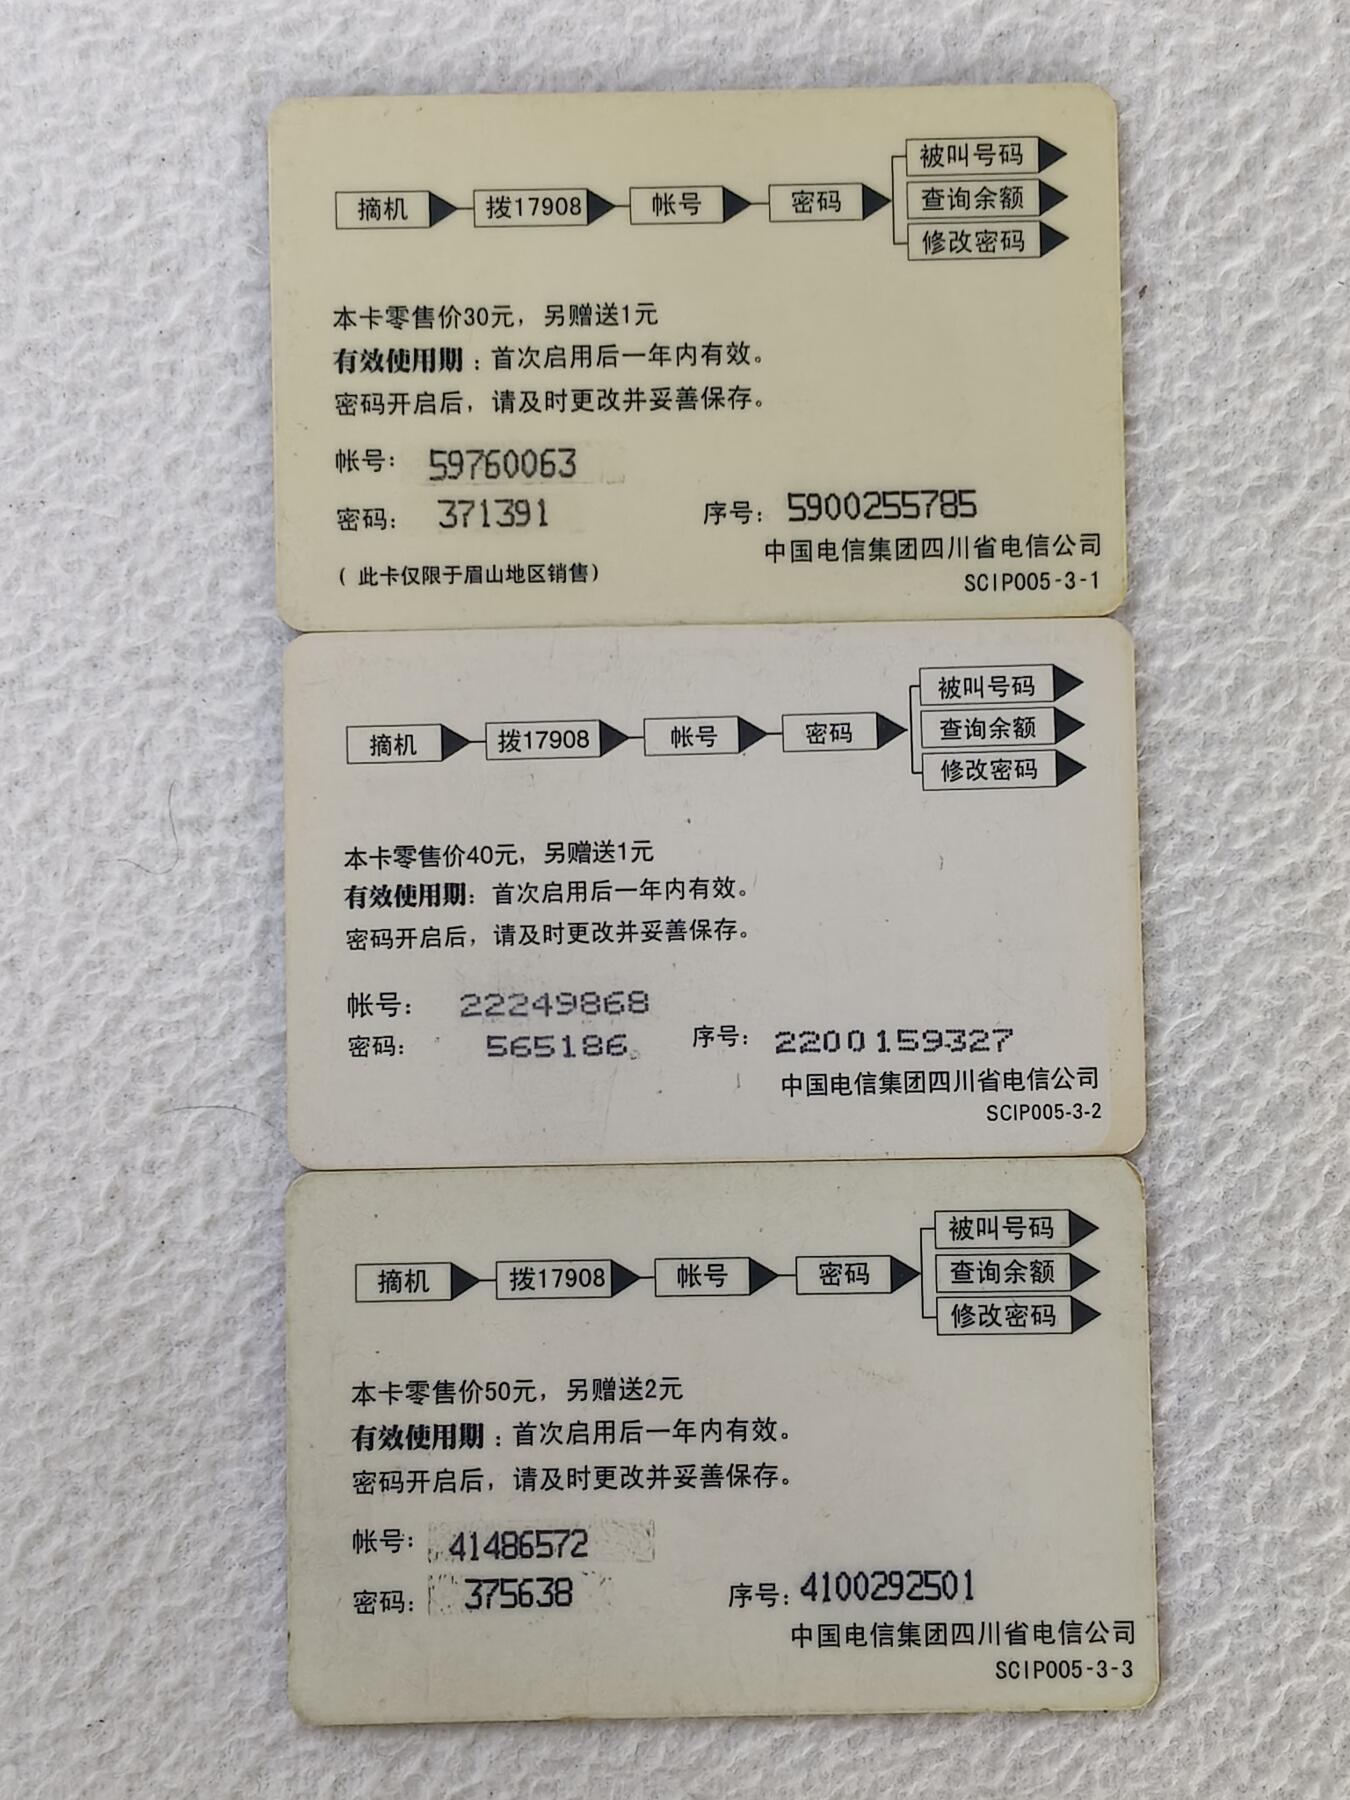 摘机 拨17908 帐号 密码 被叫号码
查询余额
修改密码
本卡零售价30元，另赠送1元
有效使用期：首次启用后一年内有效。
密码开启后，请及时更改并妥善保存。
帐号： 59760063
密码： 371391 序号：5900255785
中国电信集团四川省电信公司
（此卡仅限于眉山地区销售）
SCIP005-3-1
摘机 拨17908 帐号 密码 被叫号码
查询余额
修改密码
本卡零售价40元，另赠送1元
有效使用期：首次启用后一年内有效。
密码开启后，请及时更改并妥善保存。
帐号： 22249868
密码： 565186 序号：2200159327
中国电信集团四川省电信公司
SCIP005-3-2
摘机 拨17908 帐号 密码 被叫号码
查询余额
修改密码
本卡零售价50元，另赠送2元
有效使用期：首次启用后一年内有效。
密码开启后，请及时更改并妥善保存。
帐号： 41486572
密码： 375638 序号：4100292501
中国电信集团四川省电信公司
SCIP005-3-3